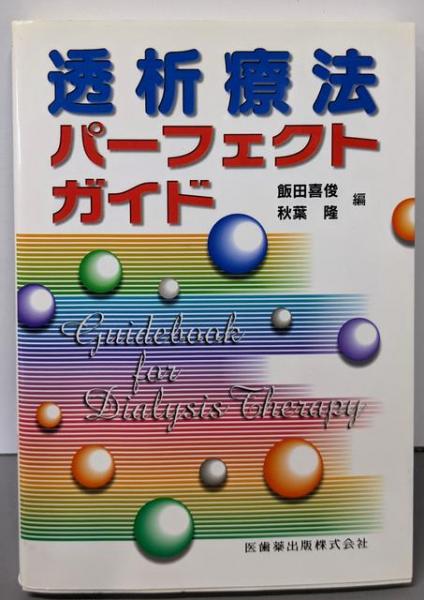 透析療法
パーフェクト
ガイド
飯田喜俊
秋葉 隆
編
Guidebook
for
Dialysis Therapy
医歯薬出版株式会社